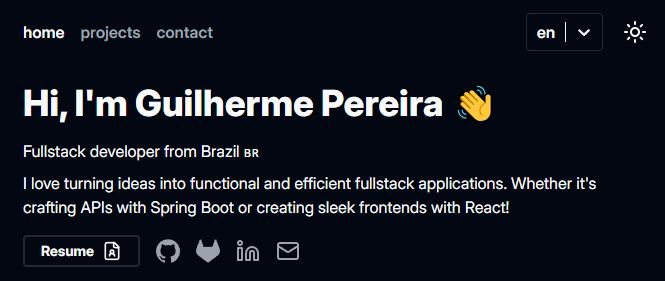 home projects contact en
Hi, I'm Guilherme Pereira 👋
Fullstack developer from Brazil BR
I love turning ideas into functional and efficient fullstack applications. Whether it's
crafting APIs with Spring Boot or creating sleek frontends with React!
Resume